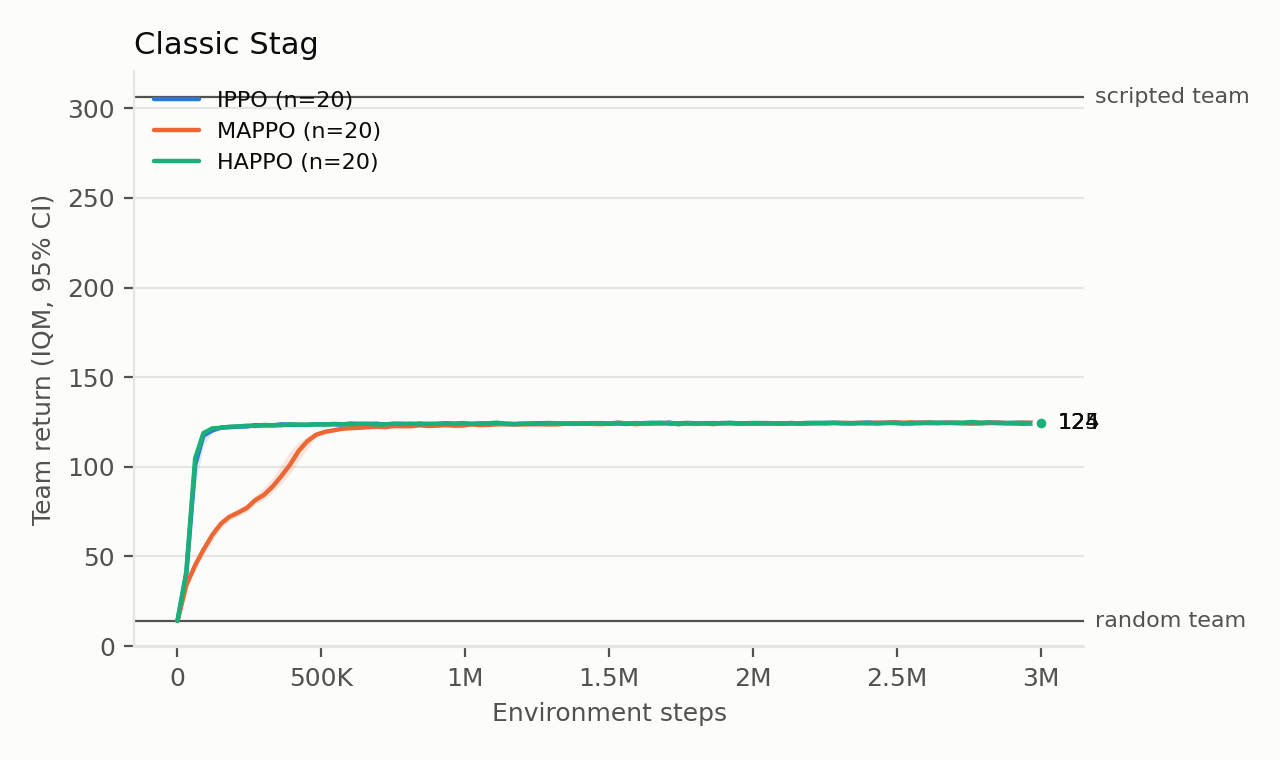 Classic Stag
IPPO (n=20)
MAPPO (n=20)
HAPPO (n=20)
scripted team
random team
Team return (IQM, 95% CI)
300
250
200
150
100
50
0
0 500K 1M 1.5M 2M 2.5M 3M
Environment steps